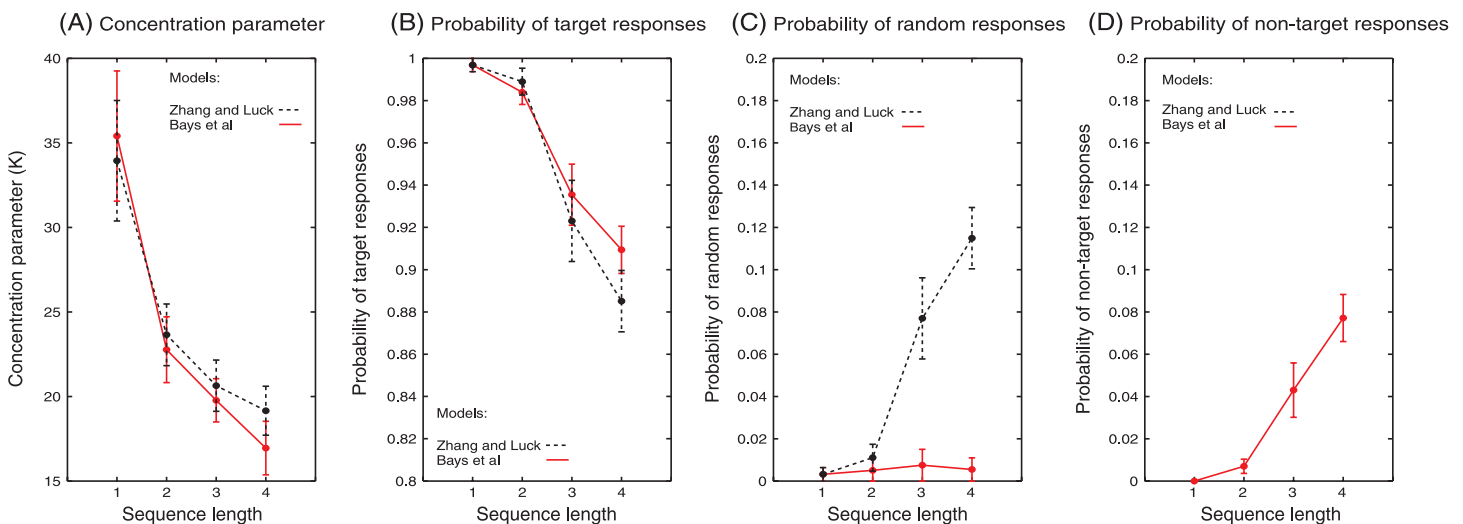 (A) Concentration parameter
Concentration parameter (K)
40
35
30
25
20
15
Models:
Zhang and Luck
Bays et al
1 2 3 4
Sequence length
(B) Probability of target responses
Probability of target responses
1
0.98
0.96
0.94
0.92
0.9
0.88
0.86
0.84
0.82
0.8
Models:
Zhang and Luck
Bays et al
1 2 3 4
Sequence length
(C) Probability of random responses
Probability of random responses
0.2
0.18
0.16
0.14
0.12
0.1
0.08
0.06
0.04
0.02
0
Models:
Zhang and Luck
Bays et al
1 2 3 4
Sequence length
(D) Probability of non-target responses
Probability of non-target responses
0.2
0.18
0.16
0.14
0.12
0.1
0.08
0.06
0.04
0.02
0
Models:
Zhang and Luck
Bays et al
1 2 3 4
Sequence length